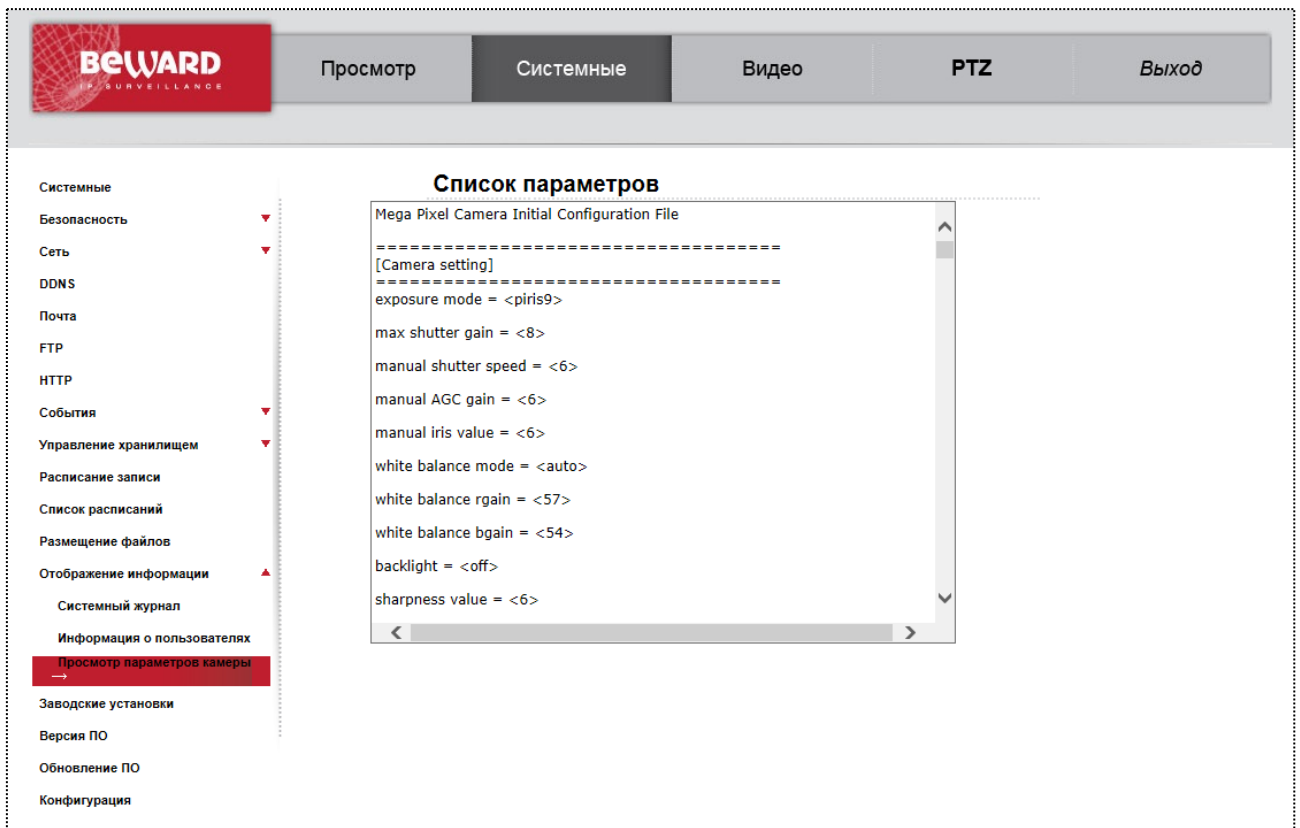 BEWARD
IP SURVEILLANCE
Просмотр
Системные
Видео
PTZ
Выход
Системные
Безопасность
Сеть
DDNS
Почта
FTP
HTTP
События
Управление хранилищем
Расписание записи
Список расписаний
Размещение файлов
Отображение информации
Системный журнал
Информация о пользователях
Просмотр параметров камеры
→
Заводские установки
Версия ПО
Обновление ПО
Конфигурация
Список параметров
Mega Pixel Camera Initial Configuration File
====================================
[Camera setting]
====================================
exposure mode = <piris9>
max shutter gain = <8>
manual shutter speed = <6>
manual AGC gain = <6>
manual iris value = <6>
white balance mode = <auto>
white balance rgain = <57>
white balance bgain = <54>
backlight = <off>
sharpness value = <6>